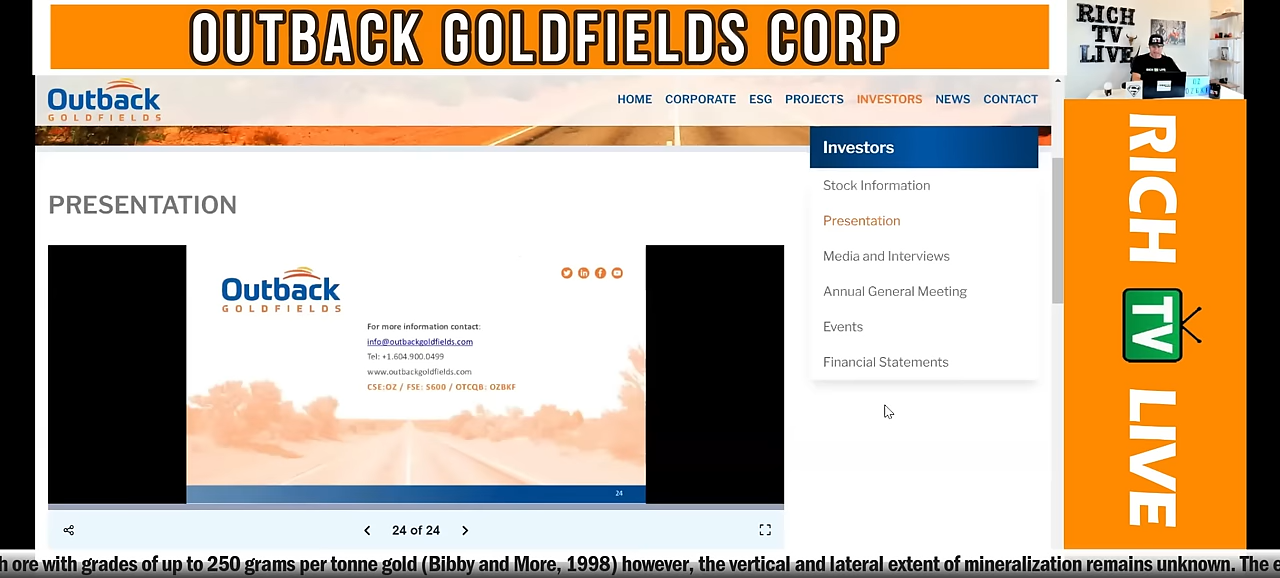 OUTBACK GOLDFIELDS CORP
RICH
TV
LIVE
Outback
GOLDFIELDS
HOME CORPORATE ESG PROJECTS INVESTORS NEWS CONTACT
Investors
Stock Information
Presentation
Media and Interviews
Annual General Meeting
Events
Financial Statements
PRESENTATION
Outback
GOLDFIELDS
For more information contact:
info@outbackgoldfields.com
Tel: +1.604.900.0499
www.outbackgoldfields.com
CSE:OZ / FSE: S600 / OTCQB: OZBKF
24
24 of 24
RICH TV LIVE
h ore with grades of up to 250 grams per tonne gold (Bibby and More, 1998) however, the vertical and lateral extent of mineralization remains unknown. The